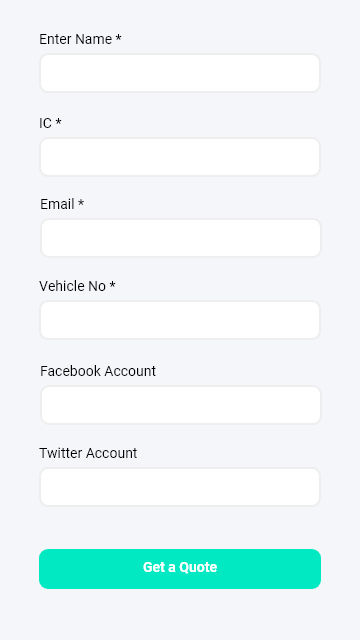 Enter Name *
IC *
Email *
Vehicle No *
Facebook Account
Twitter Account
Get a Quote